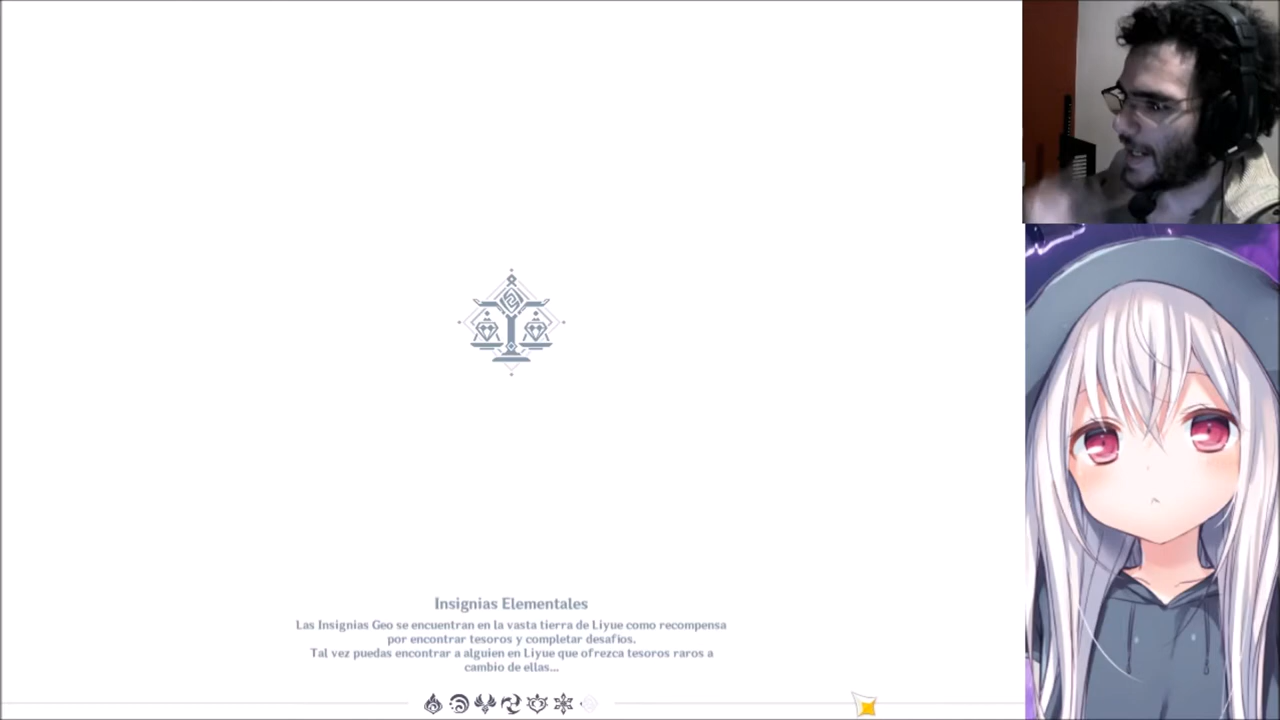 Insignias Elementales
Las Insignias Geo se encuentran en la vasta tierra de Liyue como recompensa
por encontrar tesoros y completar desafíos.
Tal vez puedas encontrar a alguien en Liyue que ofrezca tesoros raros a
cambio de ellas...